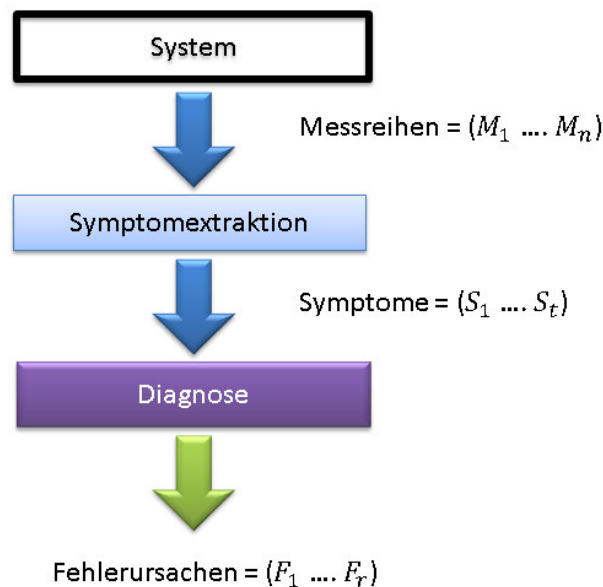 System
Messreihen = (M₁ .... Mₙ)
Symptomextraktion
Symptome = (S₁ .... Sₜ)
Diagnose
Fehlerursachen = (F₁ .... Fᵣ)